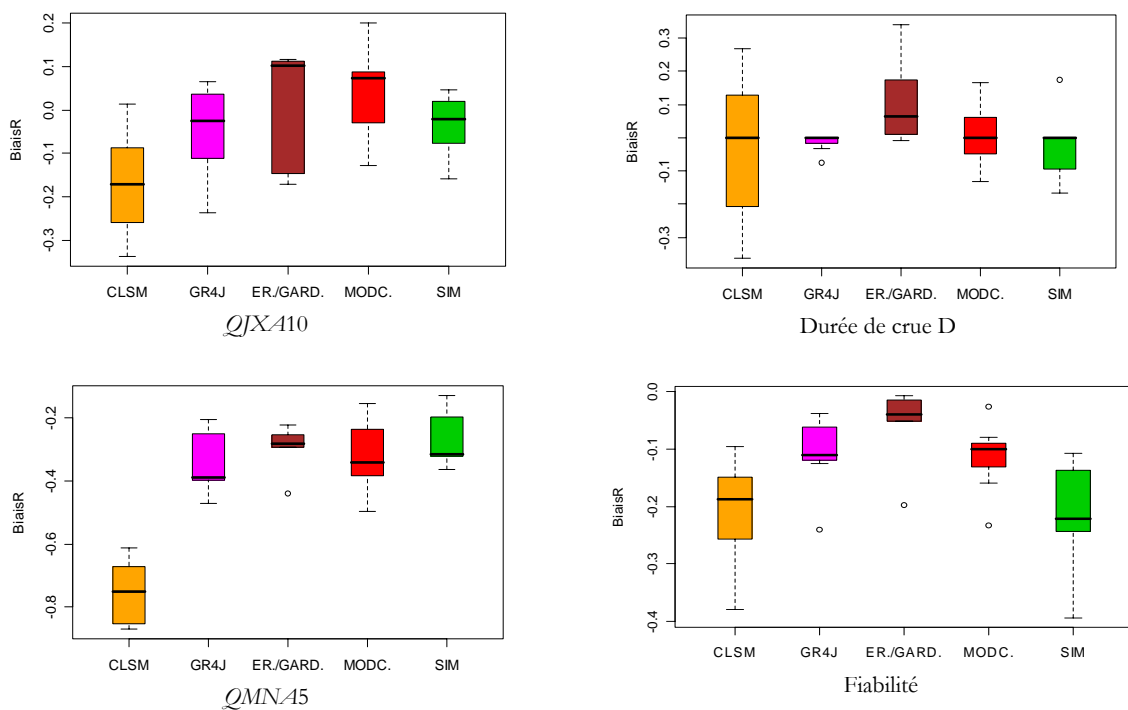 BiaisR
0.2
0.1
0.0
-0.1
-0.2
-0.3
CLSM GR4J ER./GARD. MODC. SIM
QJXA10
BiaisR
0.3
0.1
-0.1
-0.3
CLSM GR4J ER./GARD. MODC. SIM
Durée de crue D
BiaisR
-0.2
-0.4
-0.6
-0.8
CLSM GR4J ER./GARD. MODC. SIM
QMNA5
BiaisR
0.0
-0.1
-0.2
-0.3
-0.4
CLSM GR4J ER./GARD. MODC. SIM
Fiabilité